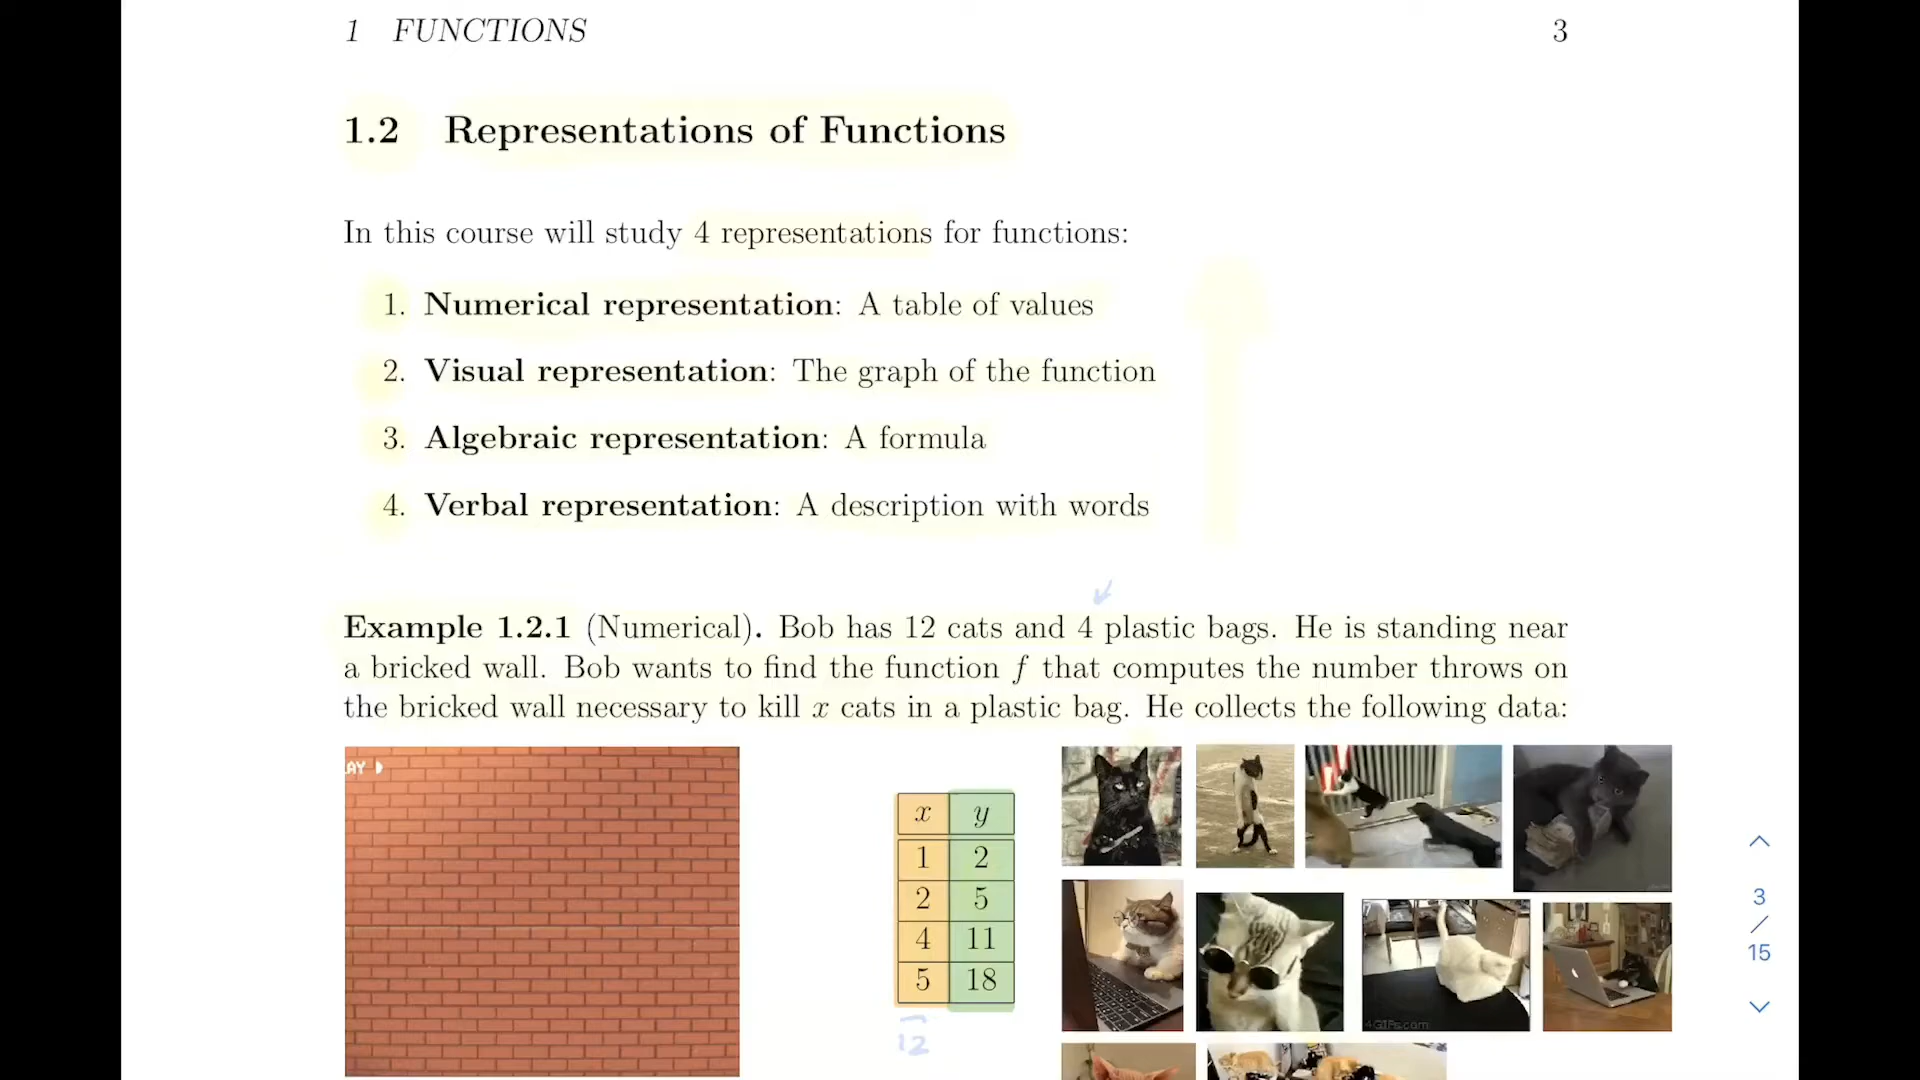 1 FUNCTIONS 3
1.2 Representations of Functions
In this course will study 4 representations for functions:
1. Numerical representation: A table of values
2. Visual representation: The graph of the function
3. Algebraic representation: A formula
4. Verbal representation: A description with words
Example 1.2.1 (Numerical). Bob has 12 cats and 4 plastic bags. He is standing near
a bricked wall. Bob wants to find the function f that computes the number throws on
the bricked wall necessary to kill x cats in a plastic bag. He collects the following data:
AY
x y
1 2
2 5
4 11
5 18
12
4GIFs.com
3
/
15